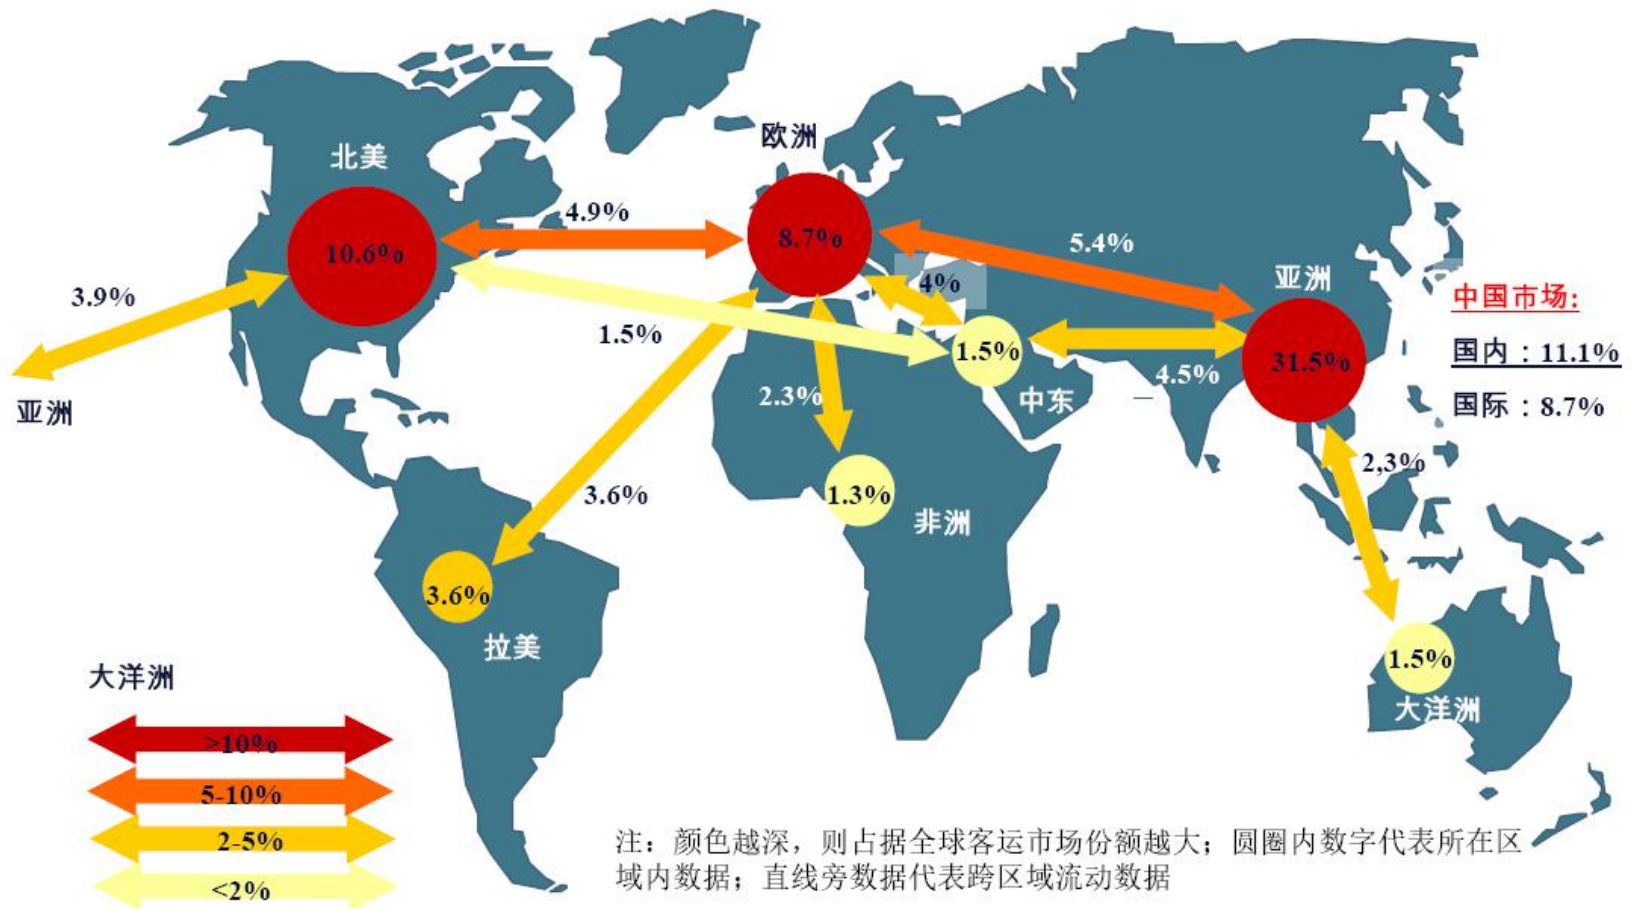 欧洲
北美
4.9%
8.7%
5.4%
10.6%
亚洲
3.9%
4%
中国市场:
1.5%
1.5%
31.5%
国内：11.1%
4.5%
亚洲
2.3%
中东
国际：8.7%
2,3%
3.6%
1.3%
非洲
3.6%
拉美
1.5%
大洋洲
大洋洲
>10%
5-10%
2-5%
<2%
注：颜色越深，则占据全球客运市场份额越大；圆圈内数字代表所在区
域内数据；直线旁数据代表跨区域流动数据